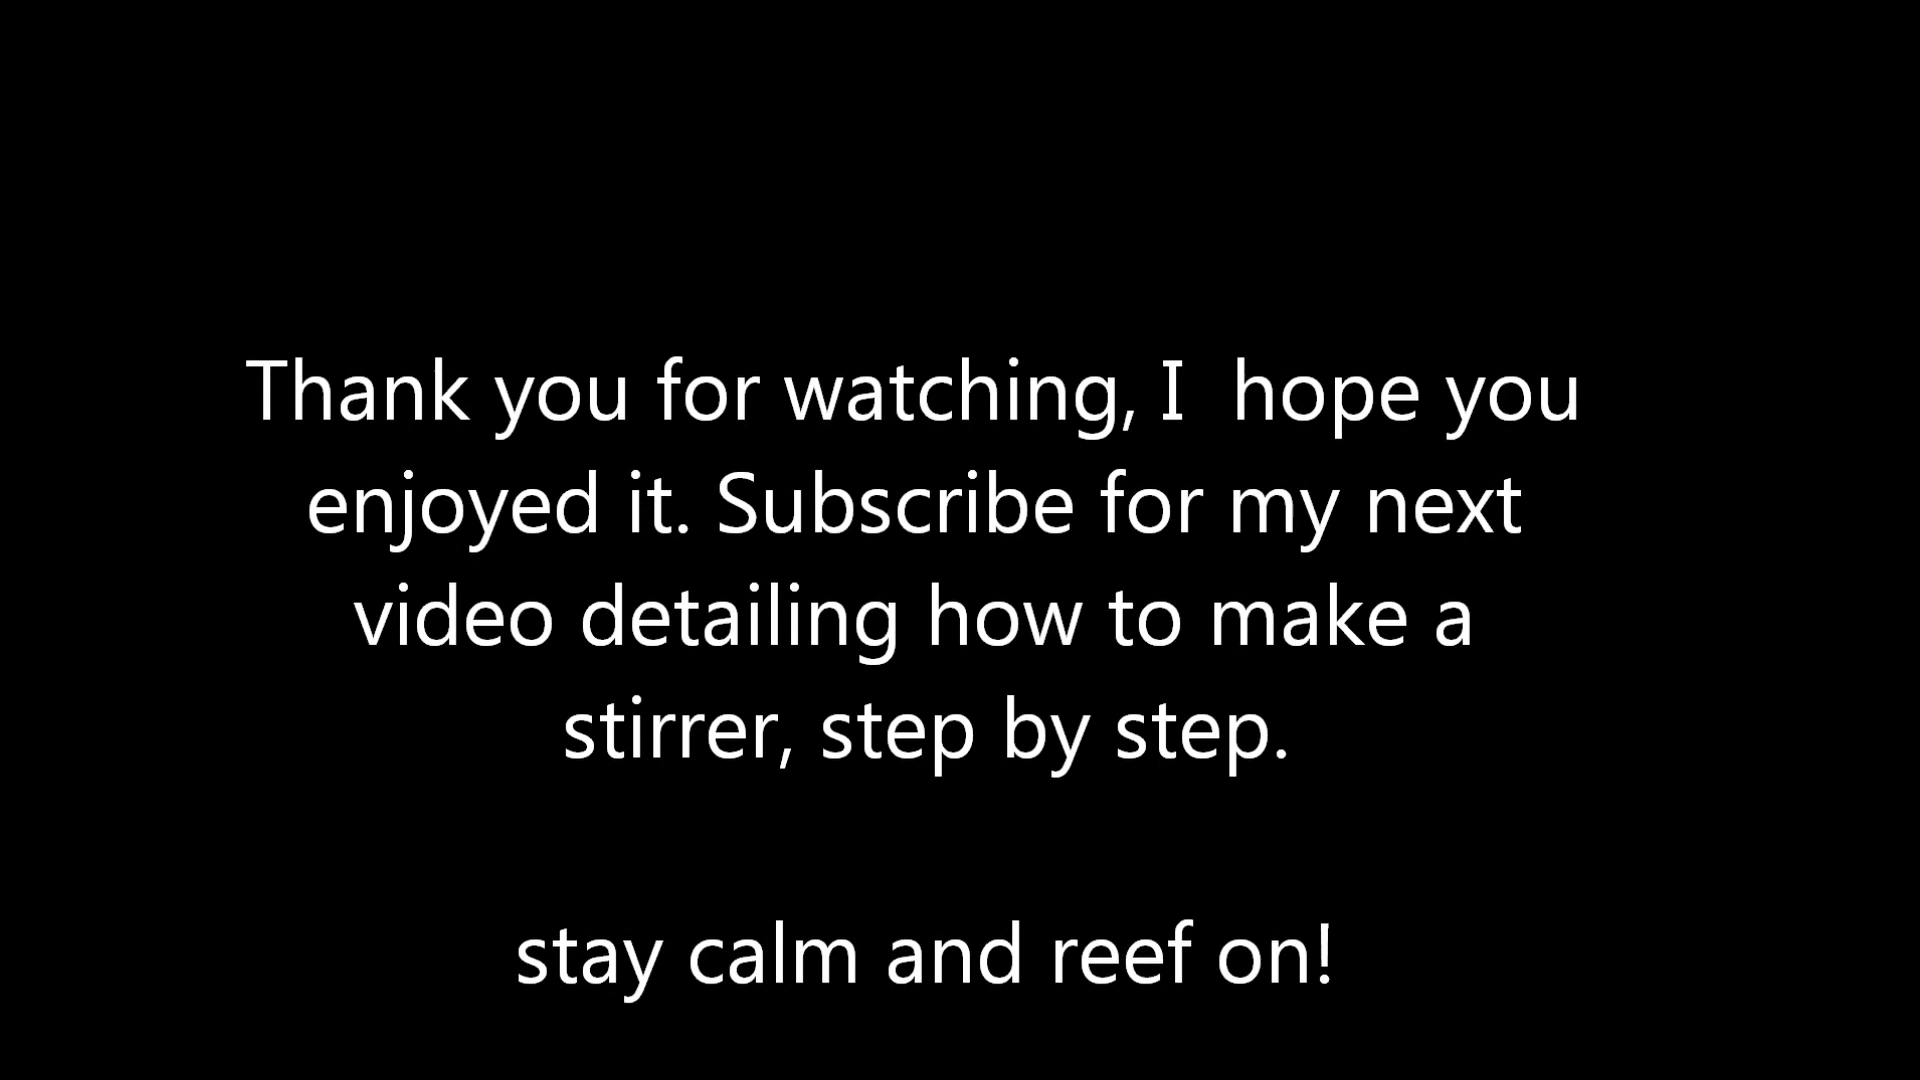 Thank you for watching, I  hope you
enjoyed it. Subscribe for my next
video detailing how to make a
stirrer, step by step.
stay calm and reef on!